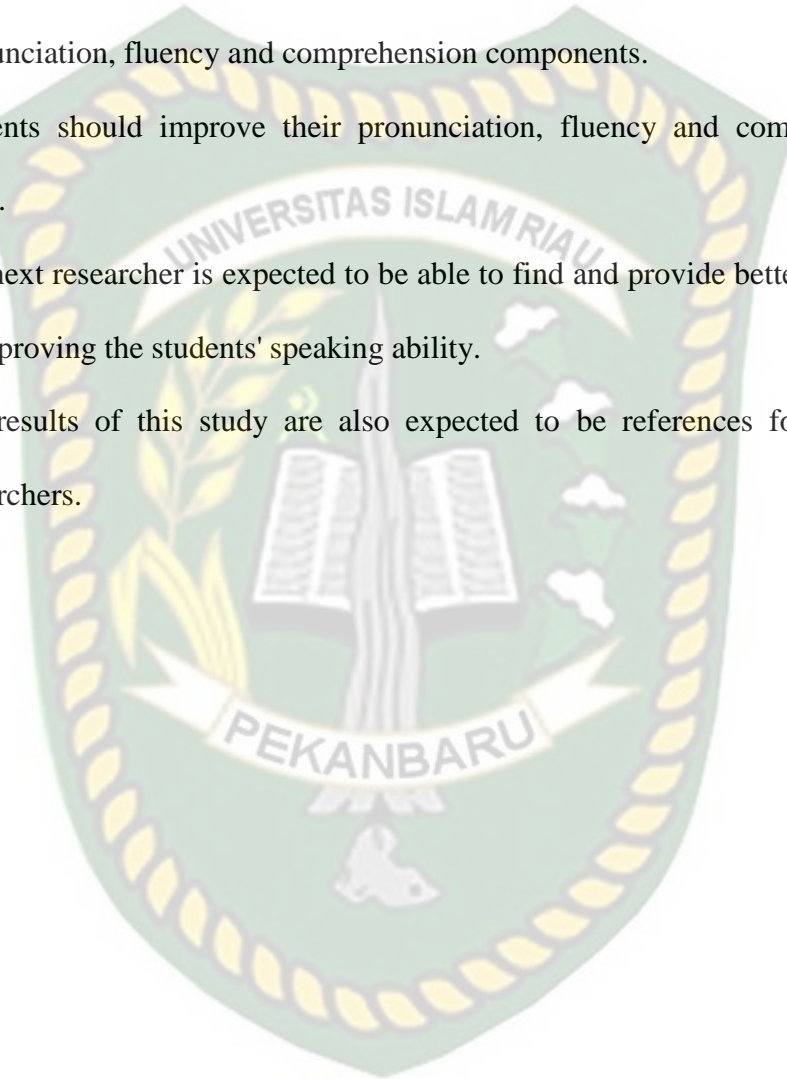 unciation, fluency and comprehension components.
ents should improve their pronunciation, fluency and com
.
UNIVERSITAS ISLAM RIAU
next researcher is expected to be able to find and provide bette
proving the students' speaking ability.
results of this study are also expected to be references fo
rchers.
PEKANBARU